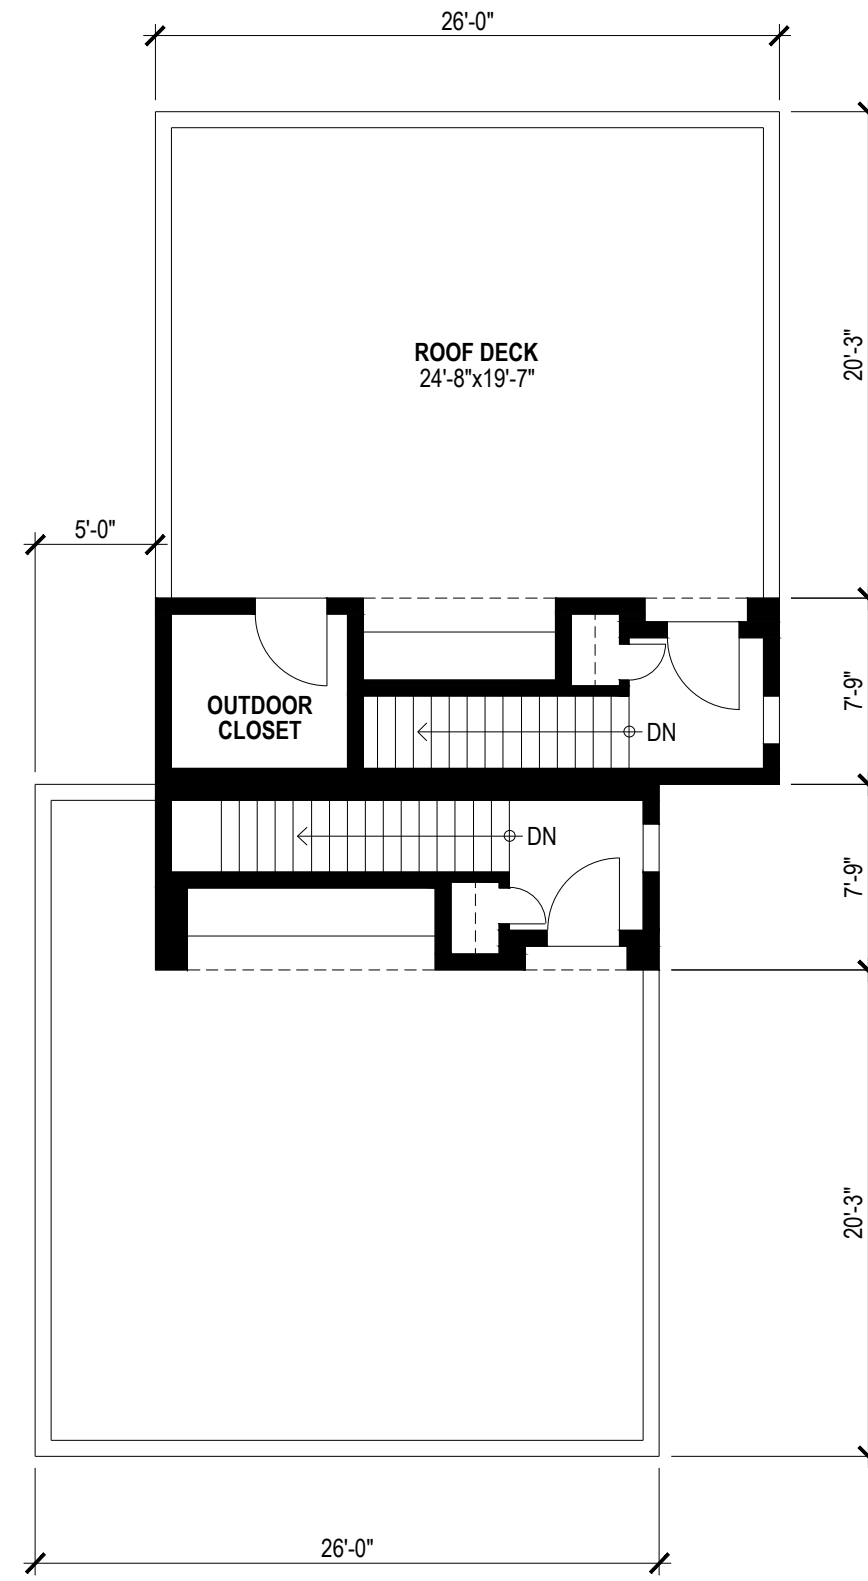 26'-0"
20'-3"
ROOF DECK
24'-8"x19'-7"
5'-0"
7'-9"
OUTDOOR
CLOSET
DN
DN
7'-9"
20'-3"
26'-0"